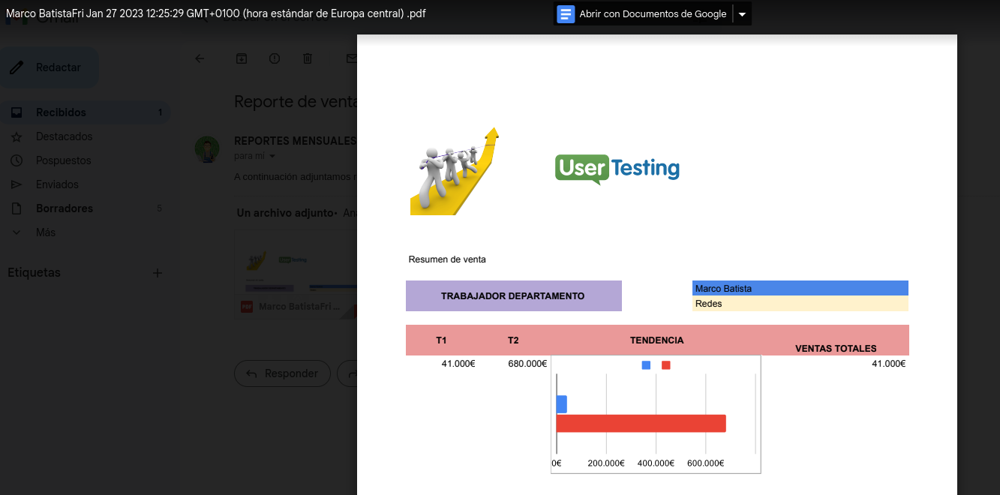 Marco BatistaFri Jan 27 2023 12:25:29 GMT+0100 (hora estándar de Europa central) .pdf
Abrir con Documentos de Google
Redactar
Recibidos 1
Destacados
Pospuestos
Enviados
Borradores 5
Más
Etiquetas
Reporte de venta
REPORTES MENSUALES
para mí
A continuación adjuntamos
Un archivo adjunto
PDF Marco BatistaFri ...
Responder
User Testing
Resumen de venta
TRABAJADOR DEPARTAMENTO
Marco Batista
Redes
T1 T2 TENDENCIA VENTAS TOTALES
41.000€ 680.000€ 41.000€
0€ 200.000€ 400.000€ 600.000€